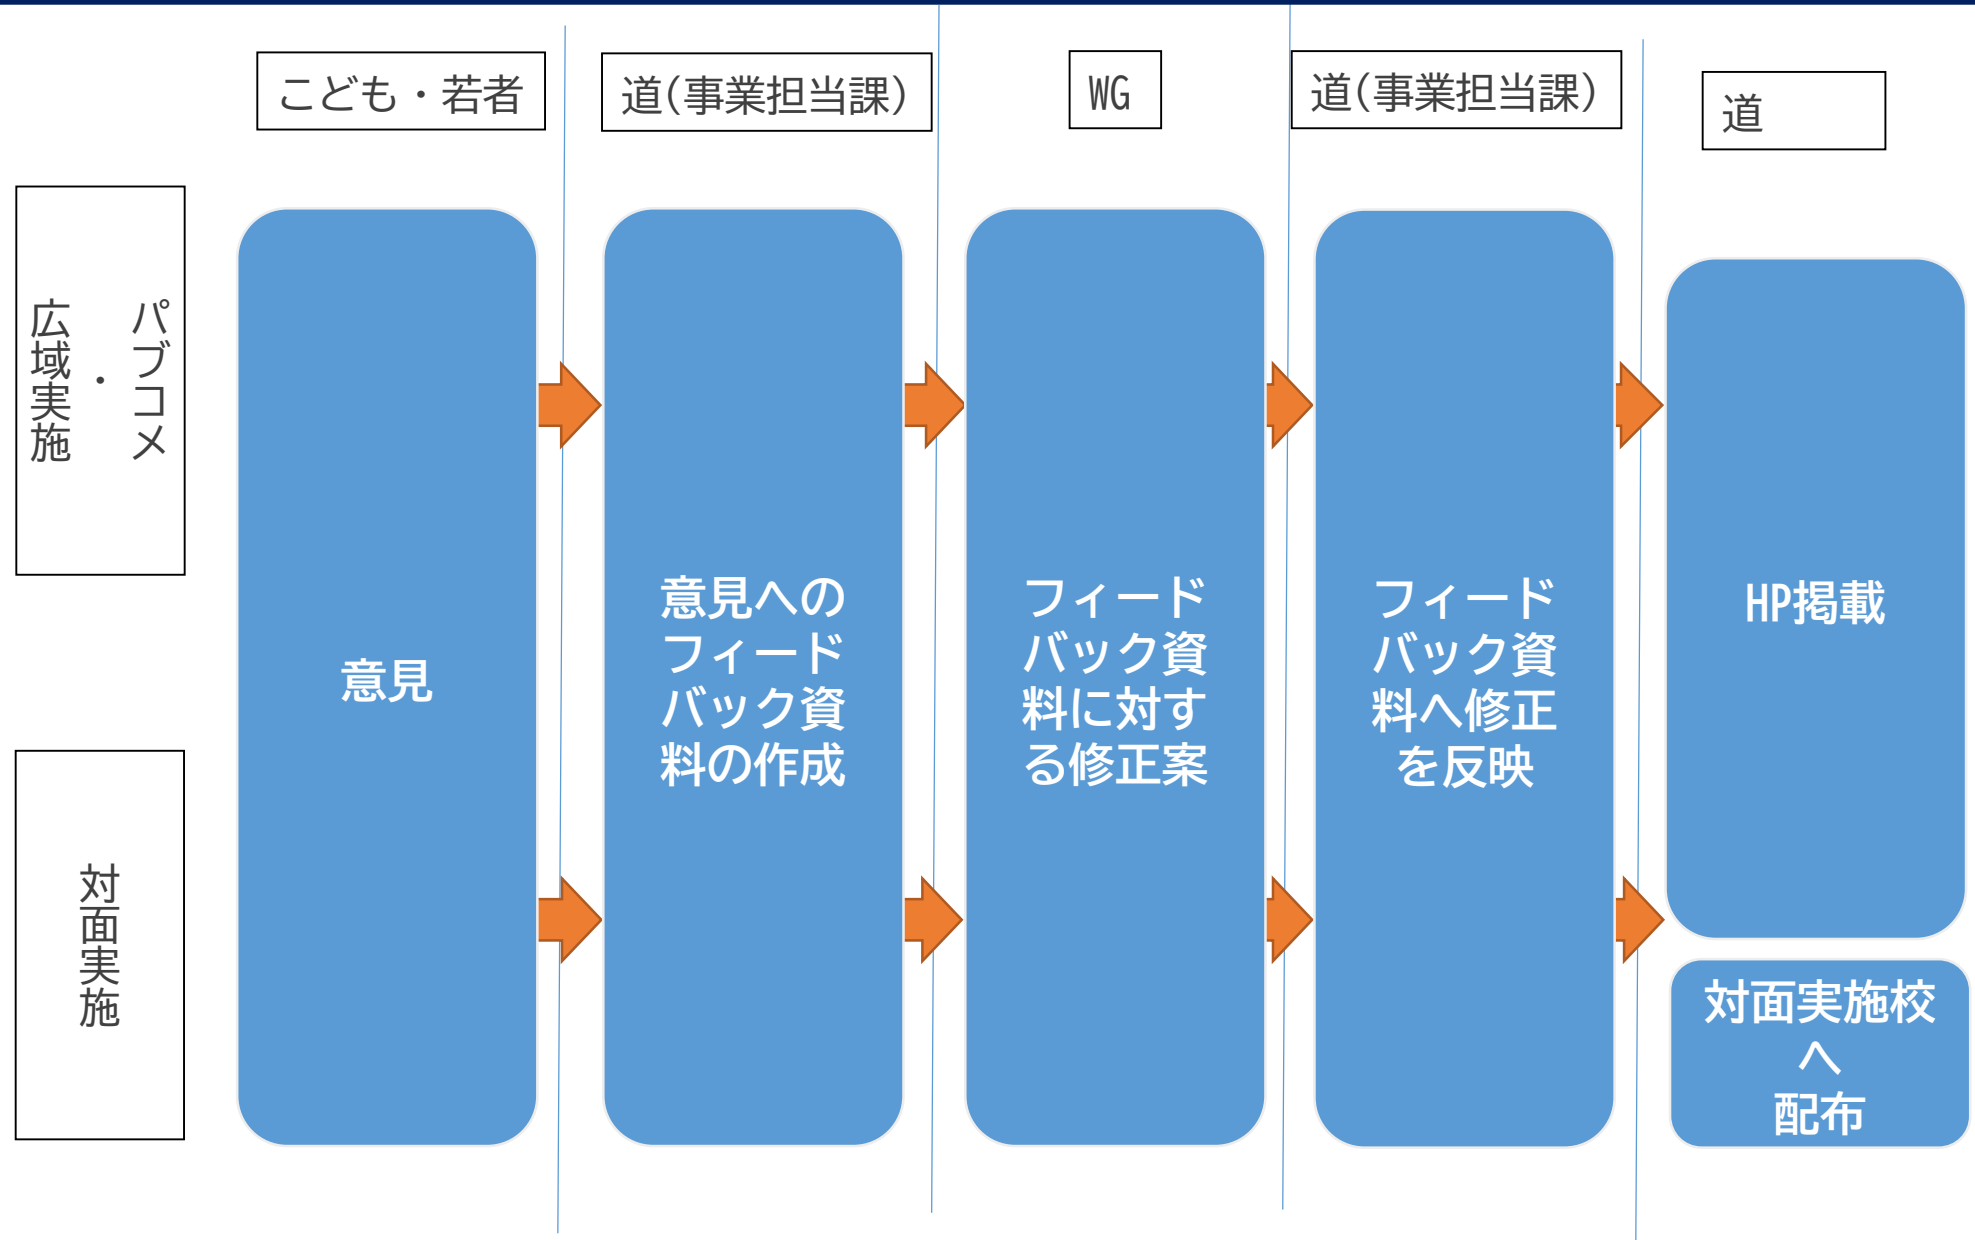 こども・若者
道(事業担当課)
WG
道(事業担当課)
道
パブコメ
・
広域実施
対面実施
意見
意見への
フィード
バック資
料の作成
フィード
バック資
料に対す
る修正案
フィード
バック資
料へ修正
を反映
HP掲載
対面実施校
へ
配布